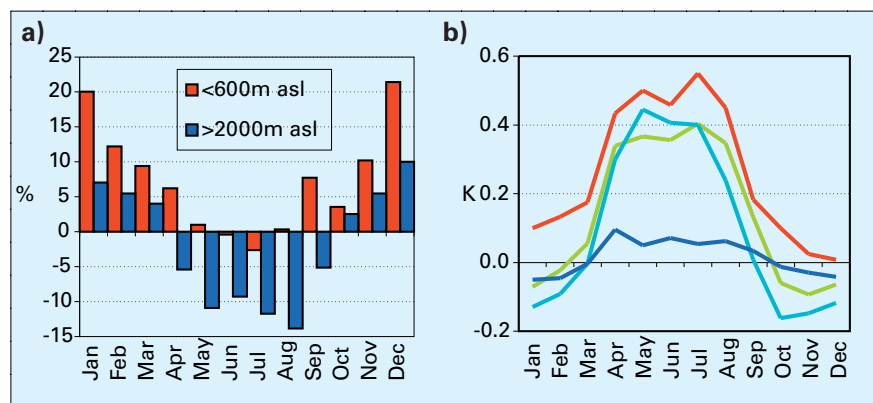 a)
%
25
20
15
10
5
0
-5
-10
-15
<600m asl
>2000m asl
Jan Feb Mar Apr May Jun Jul Aug Sep Oct Nov Dec
b)
K
0.6
0.4
0.2
0.0
-0.2
Jan Feb Mar Apr May Jun Jul Aug Sep Oct Nov Dec